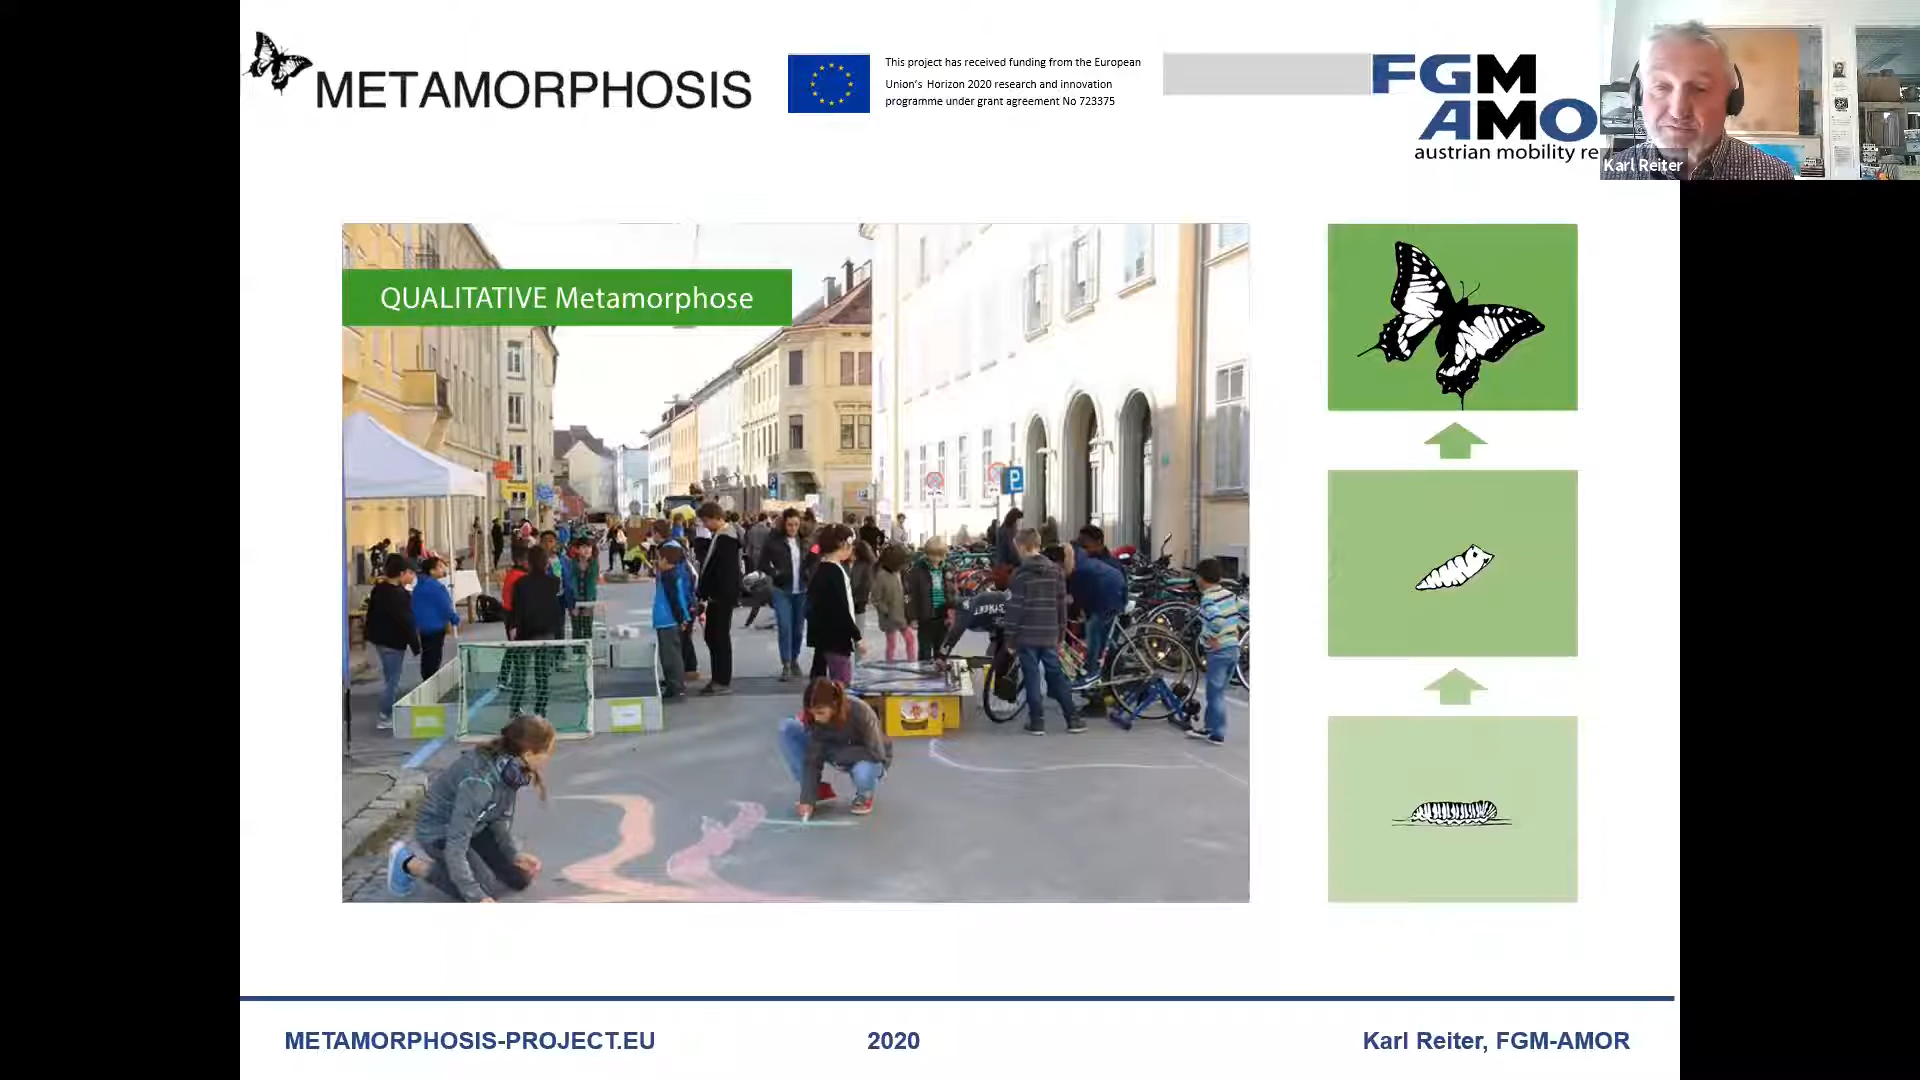 METAMORPHOSIS
This project has received funding from the European
Union's Horizon 2020 research and innovation
programme under grant agreement No 723375
FGM
AMO
austrian mobility re
Karl Reiter
QUALITATIVE Metamorphose
P
METAMORPHOSIS-PROJECT.EU
2020
Karl Reiter, FGM-AMOR